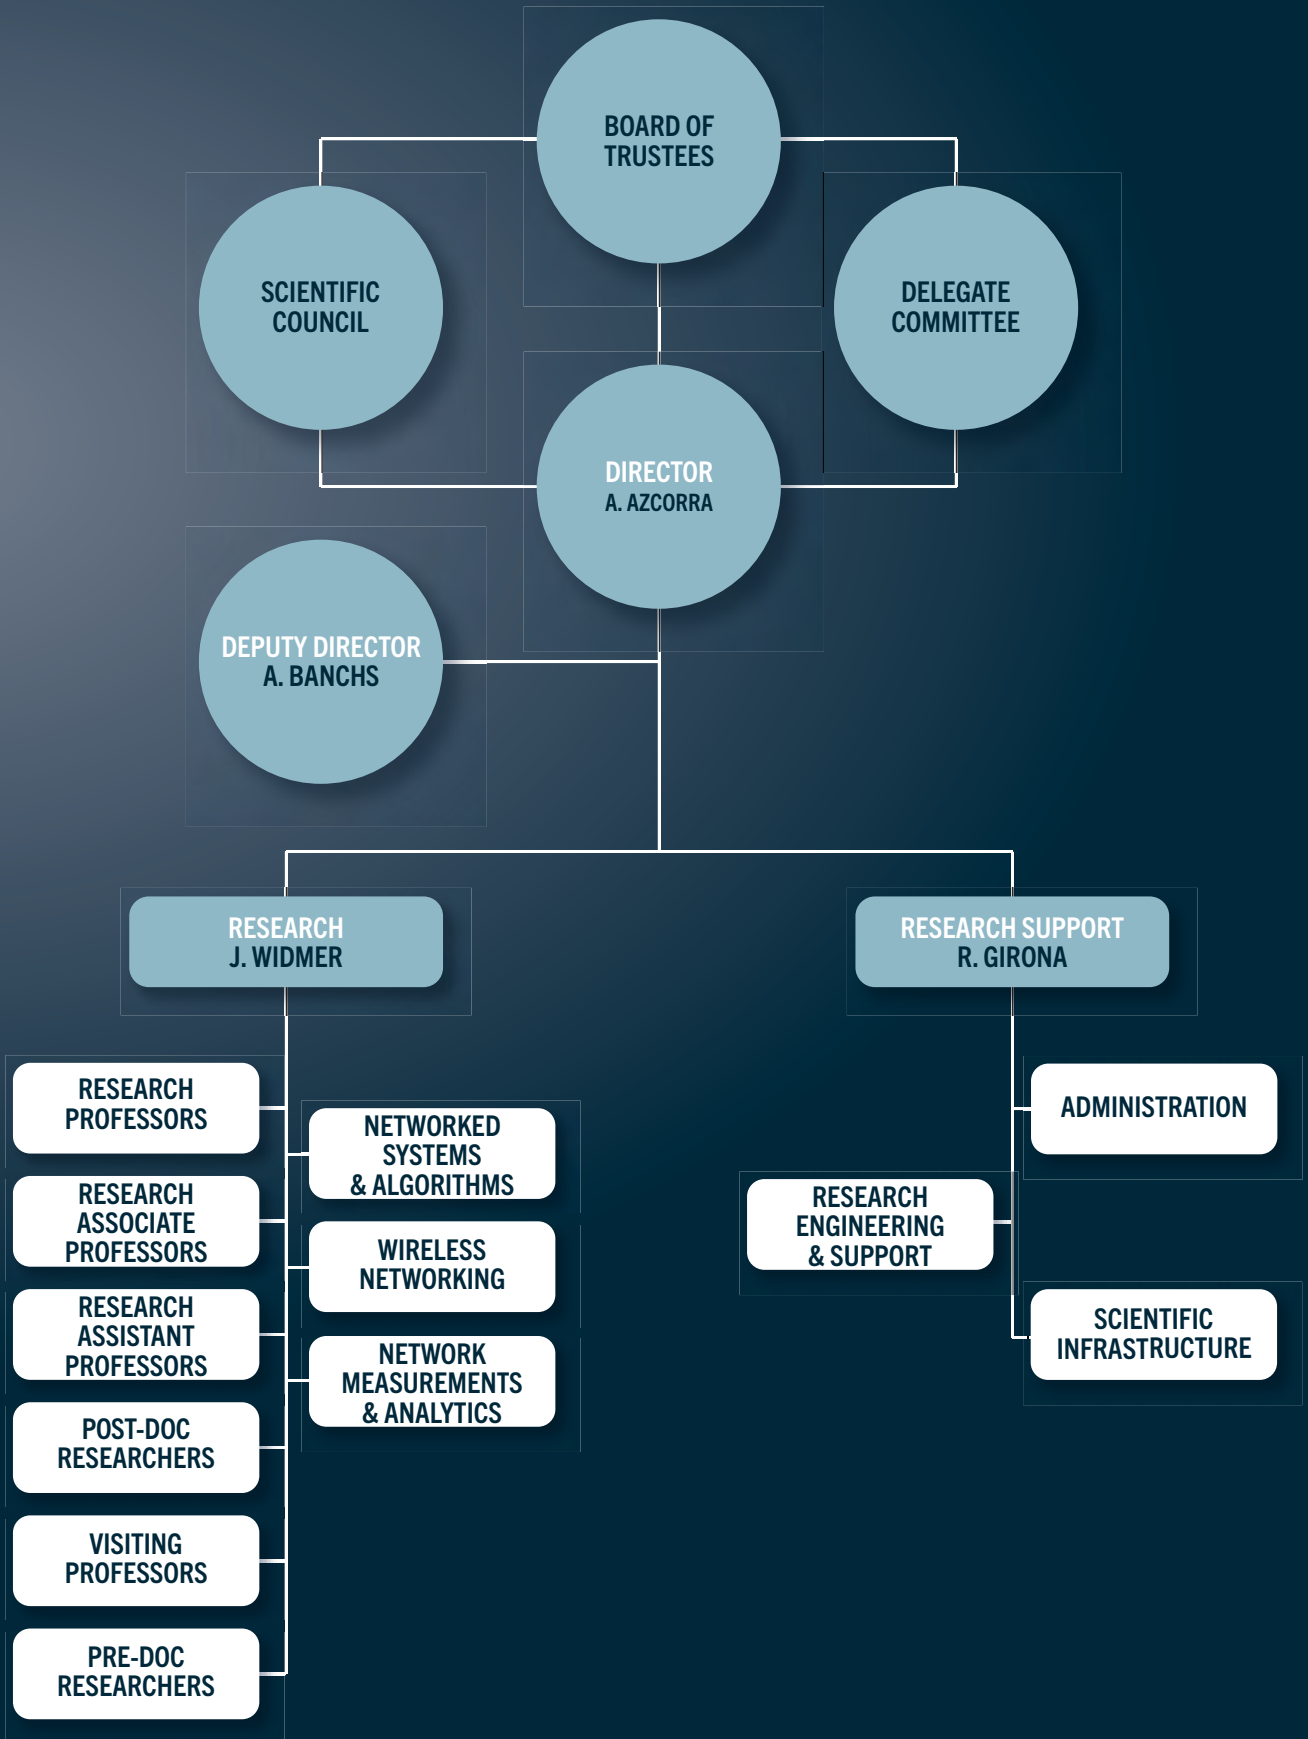 BOARD OF
TRUSTEES
SCIENTIFIC
COUNCIL
DELEGATE
COMMITTEE
DIRECTOR
A. AZCORRA
DEPUTY DIRECTOR
A. BANCHS
RESEARCH
J. WIDMER
RESEARCH SUPPORT
R. GIRONA
RESEARCH
PROFESSORS
RESEARCH
ASSOCIATE
PROFESSORS
RESEARCH
ASSISTANT
PROFESSORS
POST-DOC
RESEARCHERS
VISITING
PROFESSORS
PRE-DOC
RESEARCHERS
NETWORKED
SYSTEMS
& ALGORITHMS
WIRELESS
NETWORKING
NETWORK
MEASUREMENTS
& ANALYTICS
ADMINISTRATION
RESEARCH
ENGINEERING
& SUPPORT
SCIENTIFIC
INFRASTRUCTURE